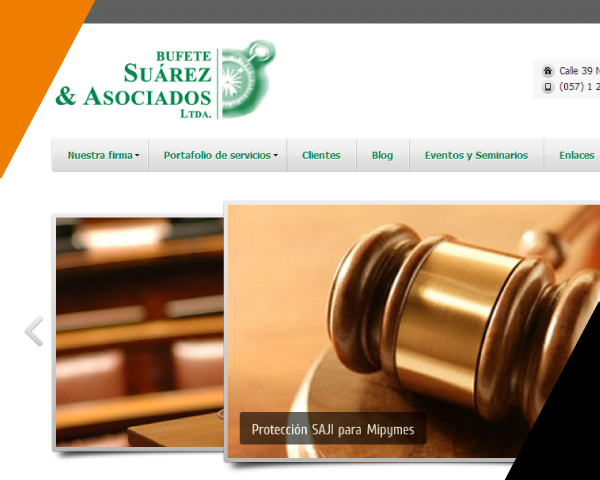 BUFETE
SUÁREZ
& ASOCIADOS
LTDA.
Calle 39 N
(057) 1 2
Nuestra firma
Portafolio de servicios
Clientes
Blog
Eventos y Seminarios
Enlaces
Protección SAJI para Mipymes